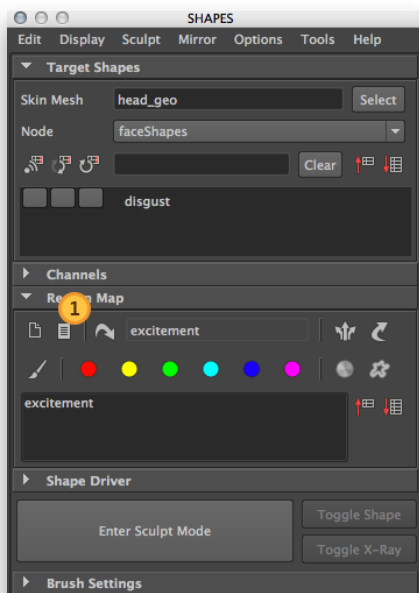 SHAPES
Edit Display Sculpt Mirror Options Tools Help
Target Shapes
Skin Mesh head_geo Select
Node faceShapes
Clear
disgust
Channels
1
Map
excitement
excitement
Shape Driver
Enter Sculpt Mode
Toggle Shape
Toggle X-Ray
Brush Settings